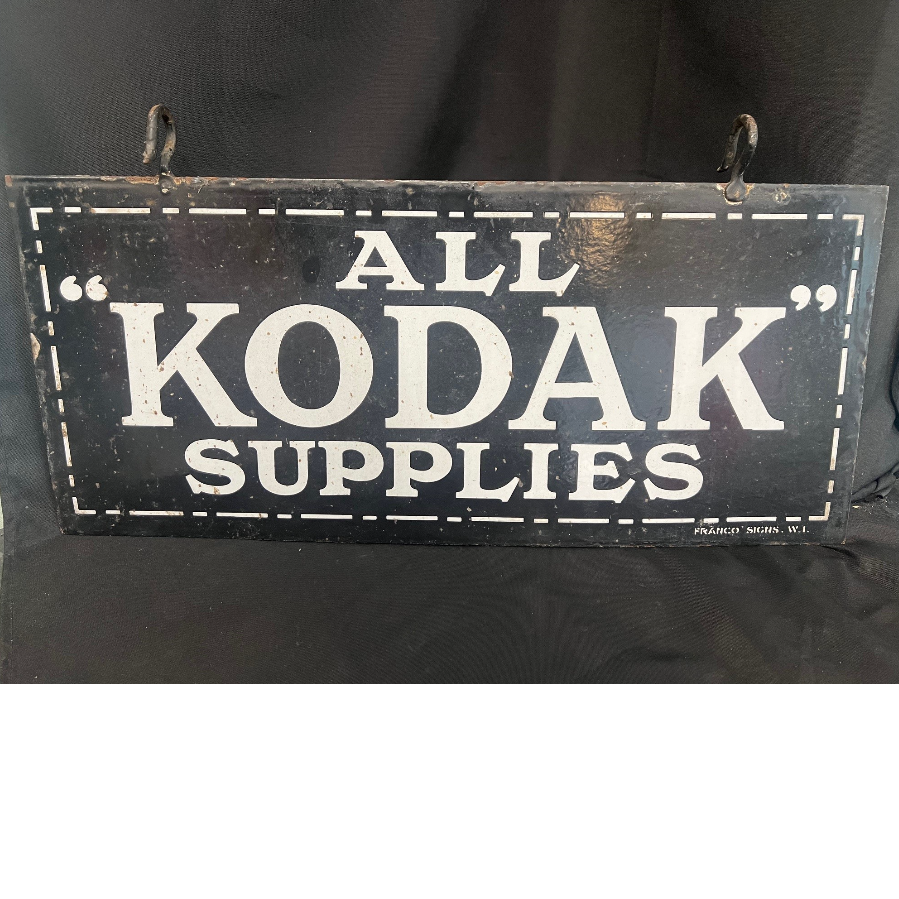 ALL
“KODAK”
SUPPLIES
FRANCO SIGNS. W.1.